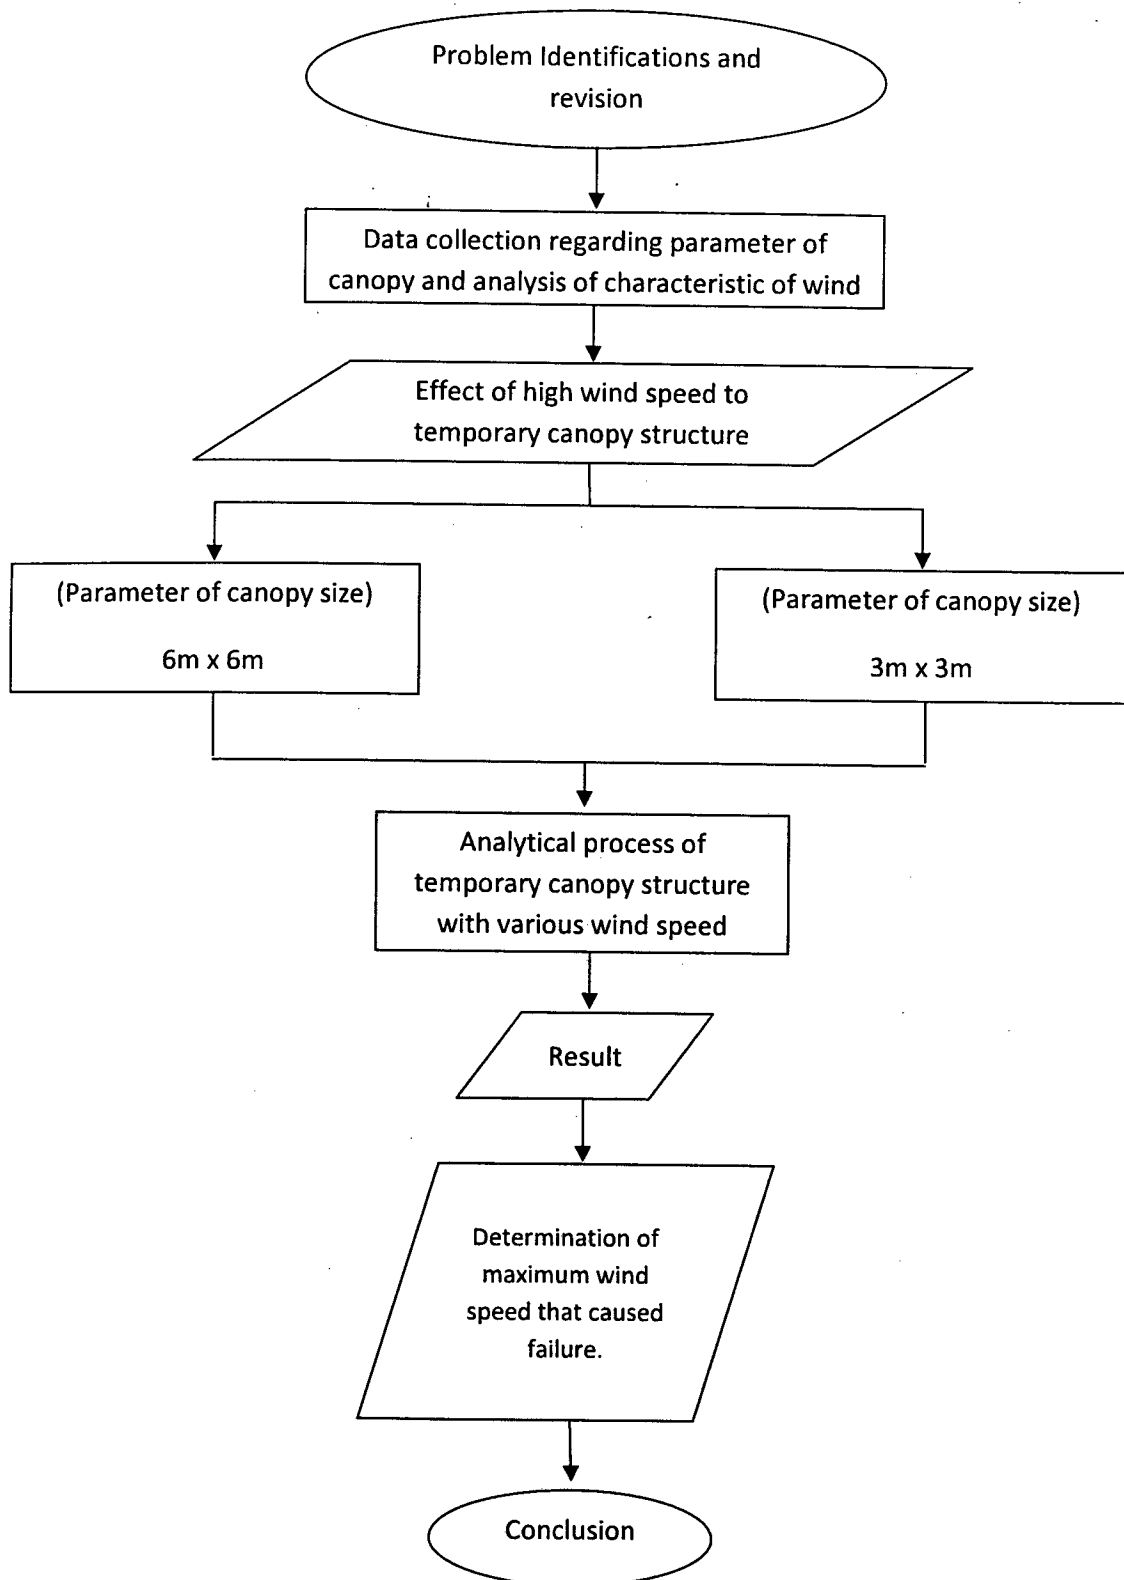 Problem Identifications and
revision
Data collection regarding parameter of
canopy and analysis of characteristic of wind
Effect of high wind speed to
temporary canopy structure
(Parameter of canopy size)
6m x 6m
(Parameter of canopy size)
3m x 3m
Analytical process of
temporary canopy structure
with various wind speed
Result
Determination of
maximum wind
speed that caused
failure.
Conclusion